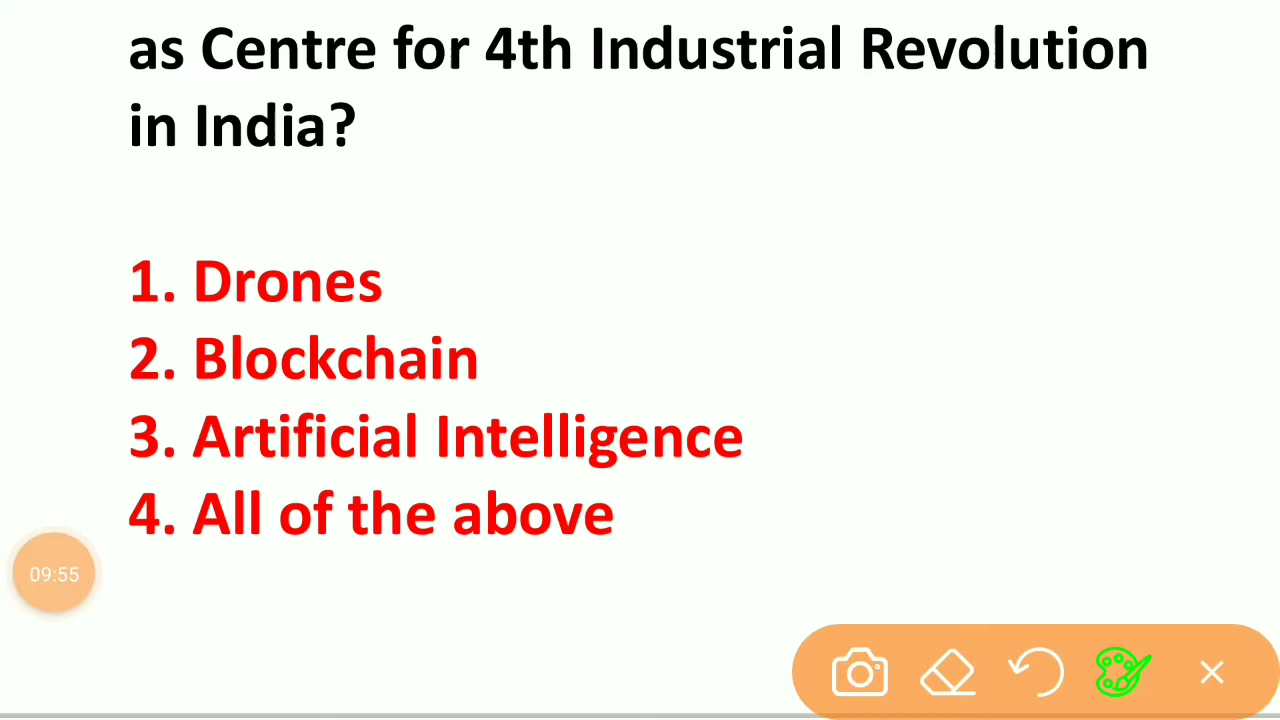 as Centre for 4th Industrial Revolution
in India?
1. Drones
2. Blockchain
3. Artificial Intelligence
4. All of the above
09:55